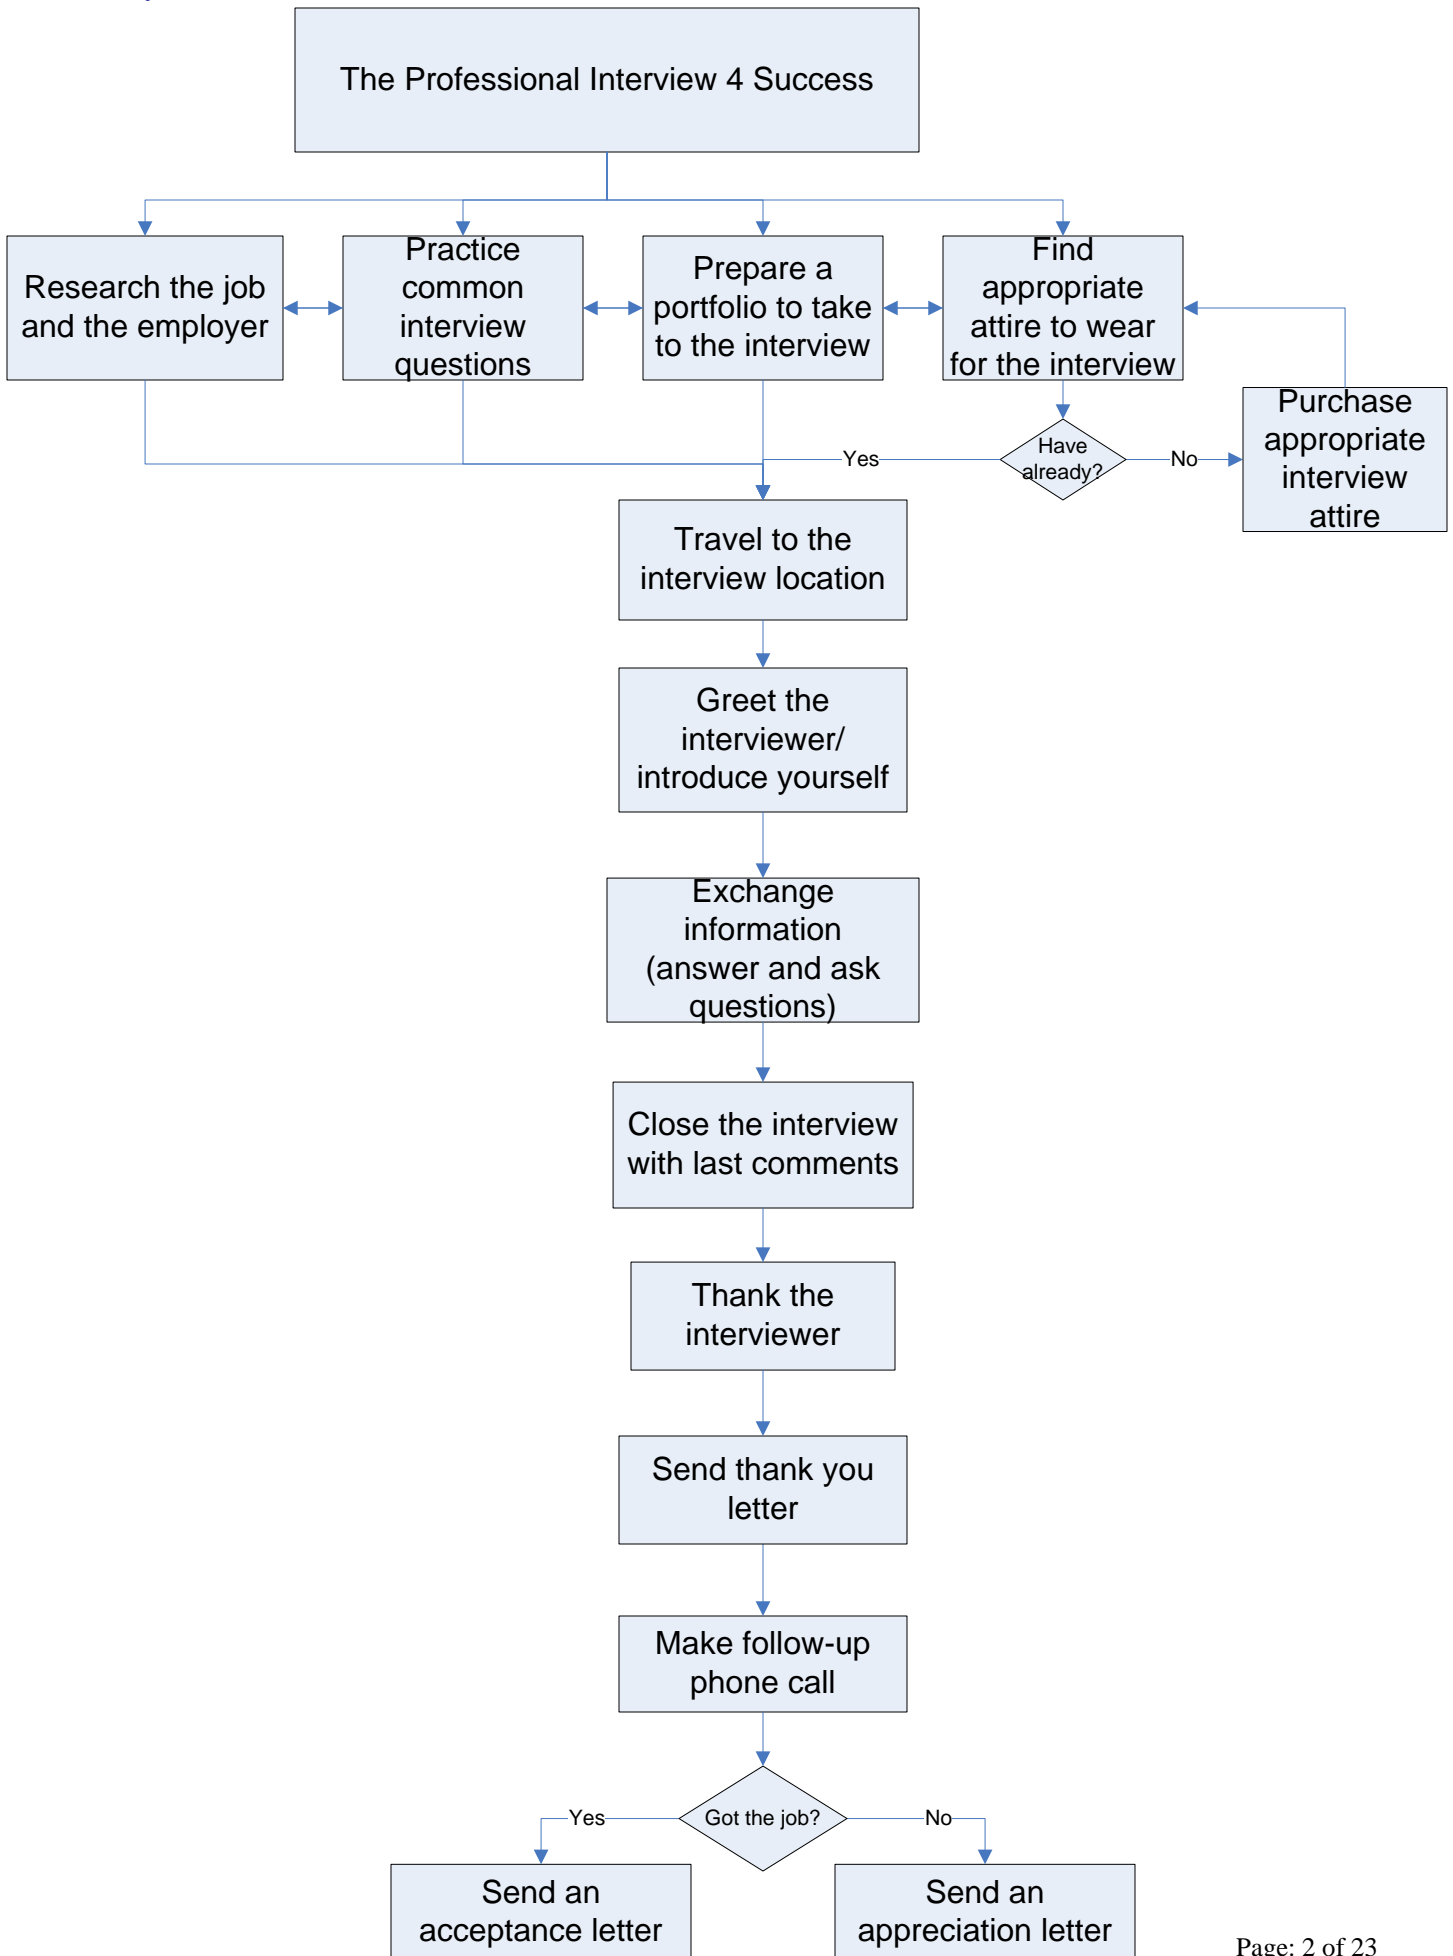 The Professional Interview 4 Success
Research the job
and the employer
Practice
common
interview
questions
Prepare a
portfolio to take
to the interview
Find
appropriate
attire to wear
for the interview
Purchase
appropriate
interview
attire
Have
already?
Yes
No
Travel to the
interview location
Greet the
interviewer/
introduce yourself
Exchange
information
(answer and ask
questions)
Close the interview
with last comments
Thank the
interviewer
Send thank you
letter
Make follow-up
phone call
Got the job?
Yes
No
Send an
acceptance letter
Send an
appreciation letter
Page: 2 of 23